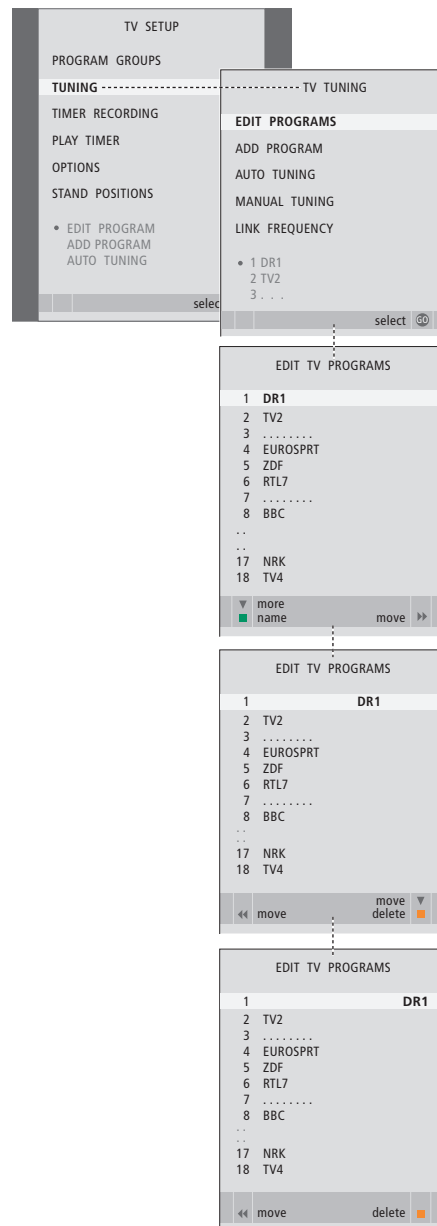 TV SETUP
PROGRAM GROUPS
TUNING
TIMER RECORDING
PLAY TIMER
OPTIONS
STAND POSITIONS
• EDIT PROGRAM
ADD PROGRAM
AUTO TUNING
selec
TV TUNING
EDIT PROGRAMS
ADD PROGRAM
AUTO TUNING
MANUAL TUNING
LINK FREQUENCY
• 1 DR1
2 TV2
3 . . .
select GO
EDIT TV PROGRAMS
1 DR1
2 TV2
3 ........
4 EUROSPRT
5 ZDF
6 RTL7
7 ........
8 BBC
..
..
17 NRK
18 TV4
▼ more
name move
EDIT TV PROGRAMS
1 DR1
2 TV2
3 ........
4 EUROSPRT
5 ZDF
6 RTL7
7 ........
8 BBC
..
..
17 NRK
18 TV4
move ▼
move delete
EDIT TV PROGRAMS
1 DR1
2 TV2
3 ........
4 EUROSPRT
5 ZDF
6 RTL7
7 ........
8 BBC
..
..
17 NRK
18 TV4
move delete